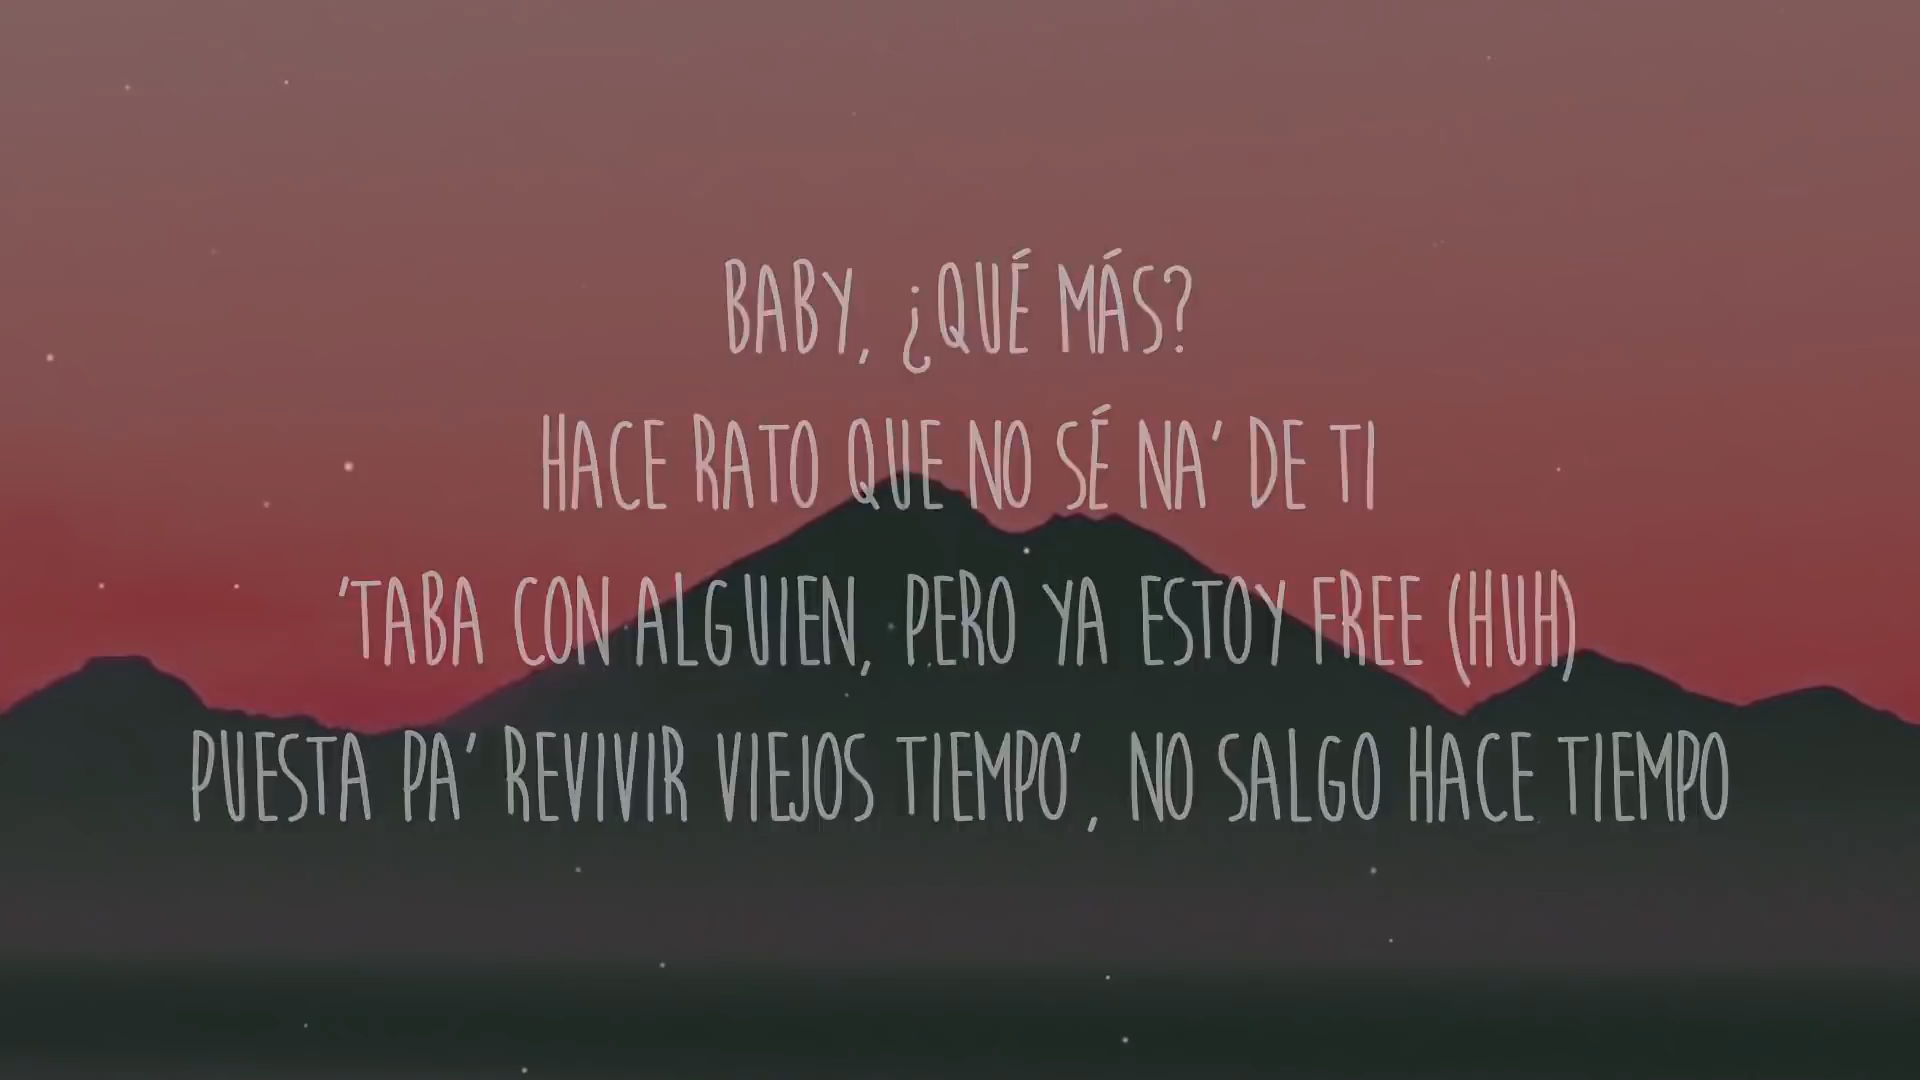 BABY, ¿QUÉ MÁS?
HACE RATO QUE NO SÉ NA' DE TI
'TABA CON ALGUIEN, PERO YA ESTOY FREE (HUH)
PUESTA PA' REVIVIR VIEJOS TIEMPO', NO SALGO HACE TIEMPO